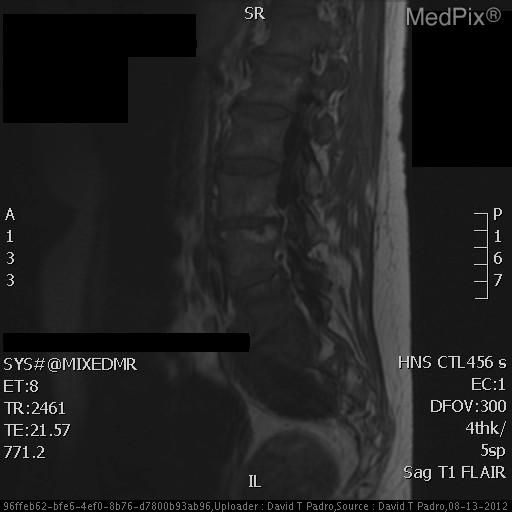 SR
MedPix®
A
1
3
3
P
1
6
7
SYS#@MIXEDMR
ET:8
TR:2461
TE:21.57
771.2
HNS CTL456 s
EC:1
DFOV:300
4thk/
5sp
Sag T1 FLAIR
IL
96ffeb62-bfe6-4ef0-8b76-d7800b93ab96,Uploader : David T Padro,Source : David T Padro,08-13-2012